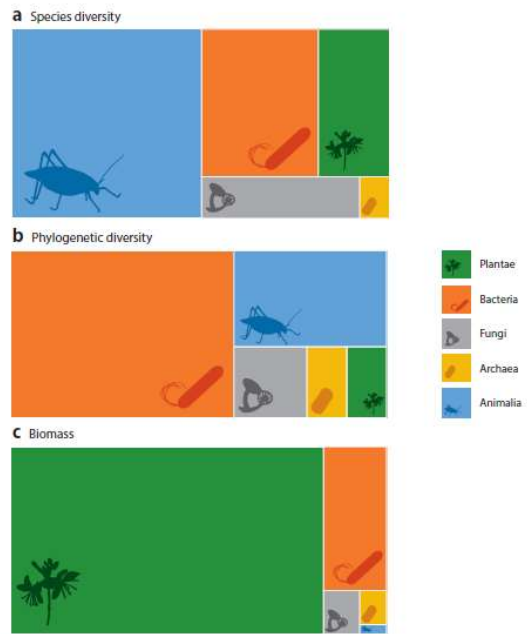 a Species diversity
b Phylogenetic diversity
Plantae
Bacteria
Fungi
Archaea
Animalia
c Biomass